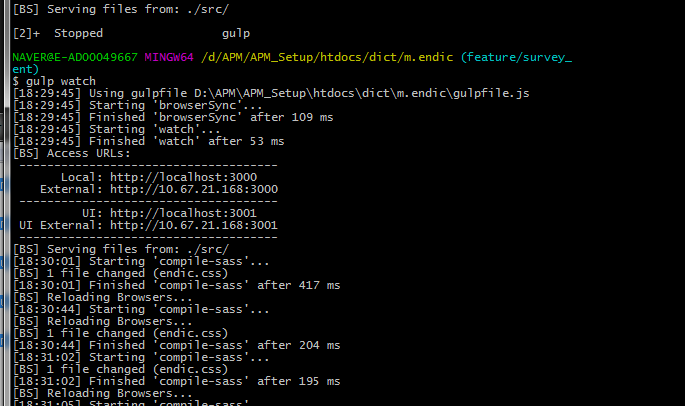 [BS] Serving files from: ./src/
[2]+  Stopped                 gulp
NAVER@E-AD00049667 MINGW64 /d/APM/APM_Setup/htdocs/dict/m.endic (feature/survey_
ent)
$ gulp watch
[18:29:45] Using gulpfile D:\APM\APM_Setup\htdocs\dict\m.endic\gulpfile.js
[18:29:45] Starting 'browserSync'...
[18:29:45] Finished 'browserSync' after 109 ms
[18:29:45] Starting 'watch'...
[18:29:45] Finished 'watch' after 53 ms
[BS] Access URLs:
 -------------------------------------
       Local: http://localhost:3000
    External: http://10.67.21.168:3000
 -------------------------------------
          UI: http://localhost:3001
 UI External: http://10.67.21.168:3001
 -------------------------------------
[BS] Serving files from: ./src/
[18:30:01] Starting 'compile-sass'...
[BS] 1 file changed (endic.css)
[18:30:01] Finished 'compile-sass' after 417 ms
[BS] Reloading Browsers...
[18:30:44] Starting 'compile-sass'...
[BS] Reloading Browsers...
[BS] 1 file changed (endic.css)
[18:30:44] Finished 'compile-sass' after 204 ms
[18:31:02] Starting 'compile-sass'...
[BS] 1 file changed (endic.css)
[18:31:02] Finished 'compile-sass' after 195 ms
[BS] Reloading Browsers...
[18:31:05] Starting 'compile-sass'